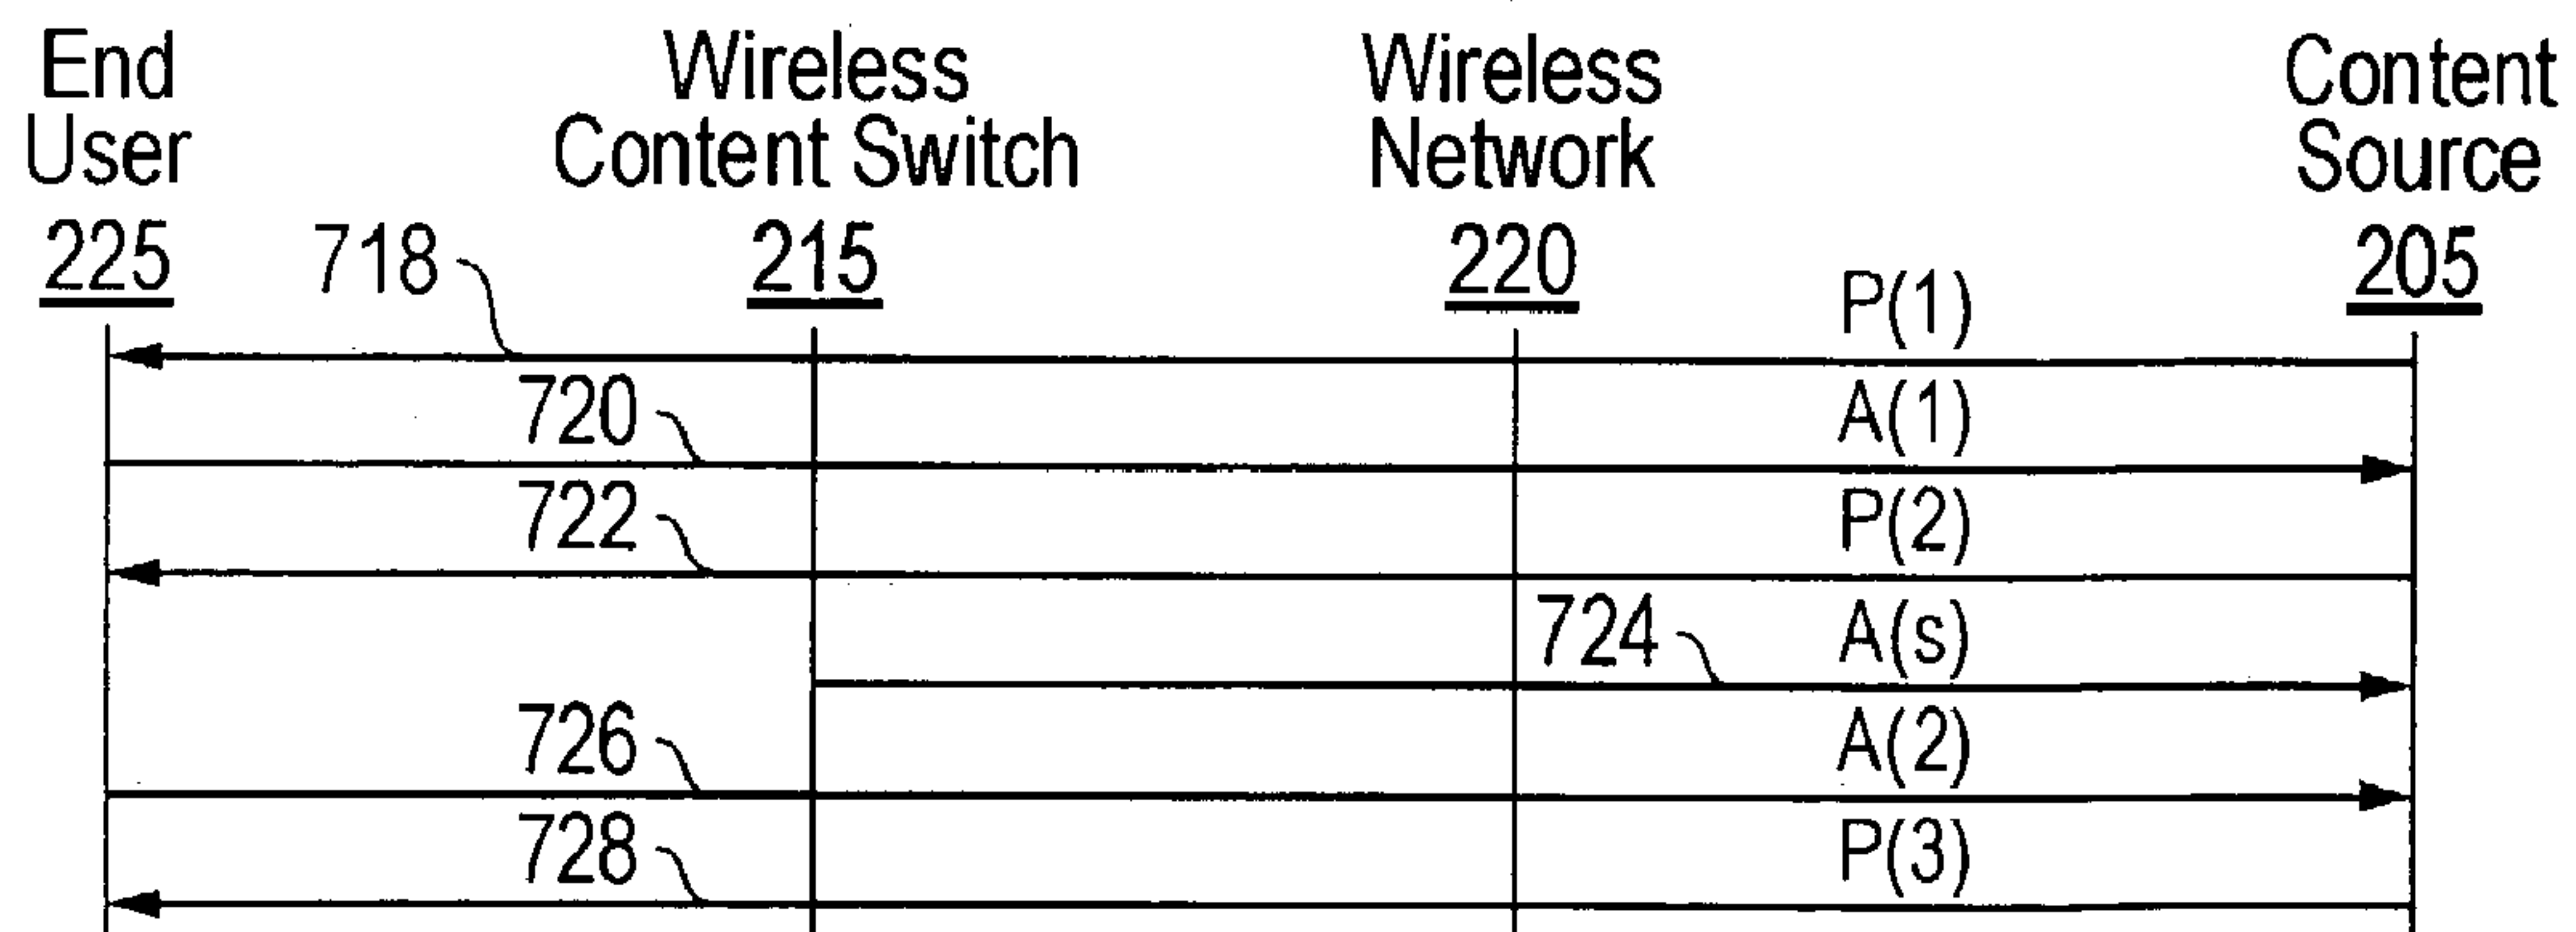 End
User
225
Wireless
Content Switch
215
Wireless
Network
220
Content
Source
205
718
P(1)
720
A(1)
722
P(2)
724
A(s)
726
A(2)
728
P(3)